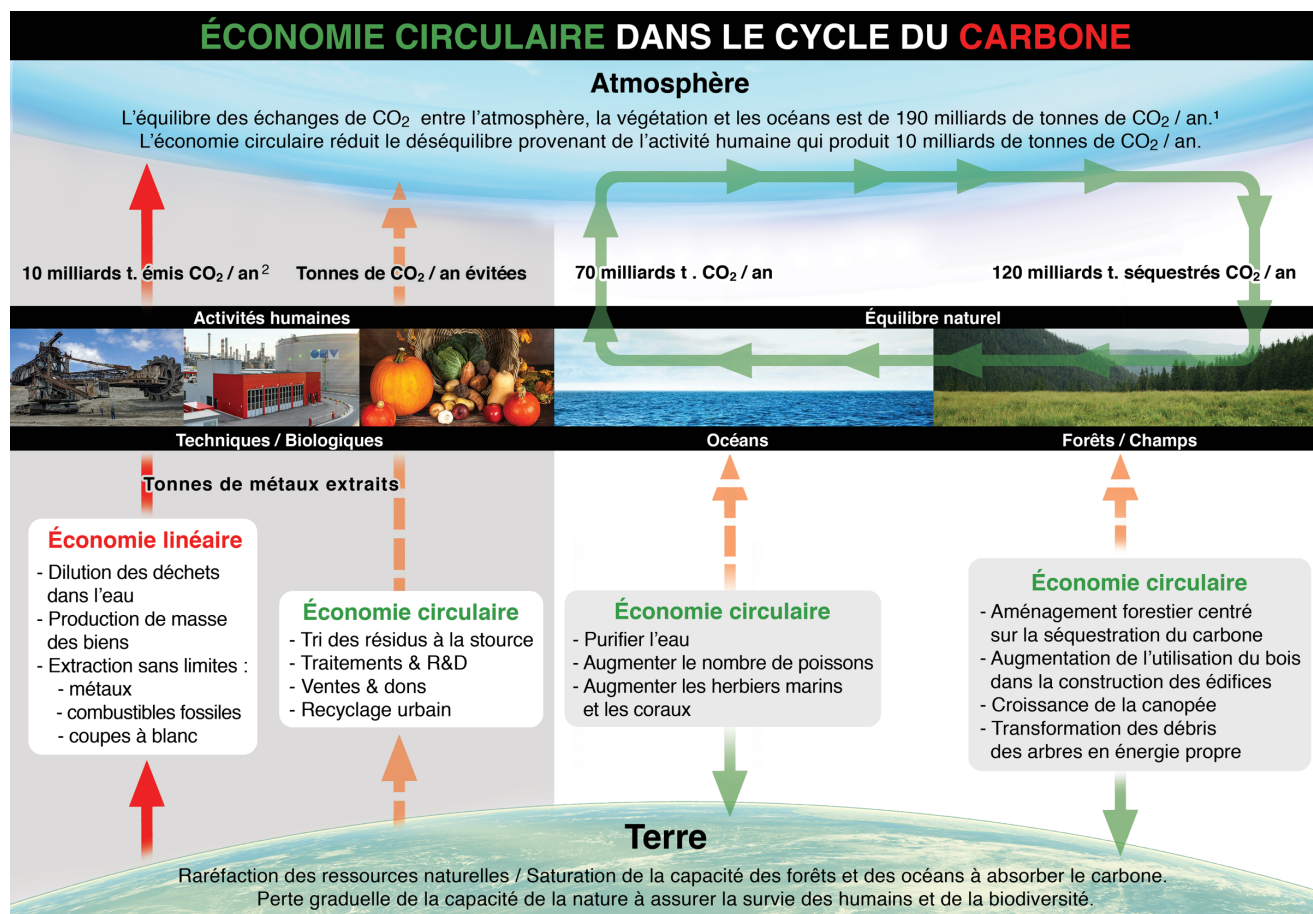 ÉCONOMIE CIRCULAIRE DANS LE CYCLE DU CARBONE
Atmosphère
L'équilibre des échanges de CO₂ entre l'atmosphère, la végétation et les océans est de 190 milliards de tonnes de CO₂ / an.¹
L'économie circulaire réduit le déséquilibre provenant de l'activité humaine qui produit 10 milliards de tonnes de CO₂ / an.
10 milliards t. émis CO₂ / an²
Tonnes de CO₂ / an évitées
70 milliards t . CO₂ / an
120 milliards t. séquestrés CO₂ / an
Activités humaines
Équilibre naturel
OMV
Techniques / Biologiques
Océans
Forêts / Champs
Tonnes de métaux extraits
Économie linéaire
- Dilution des déchets
dans l'eau
- Production de masse
des biens
- Extraction sans limites :
- métaux
- combustibles fossiles
- coupes à blanc
Économie circulaire
- Tri des résidus à la stource
- Traitements & R&D
- Ventes & dons
- Recyclage urbain
Économie circulaire
- Purifier l'eau
- Augmenter le nombre de poissons
- Augmenter les herbiers marins
et les coraux
Économie circulaire
- Aménagement forestier centré
sur la séquestration du carbone
- Augmentation de l'utilisation du bois
dans la construction des édifices
- Croissance de la canopée
- Transformation des débris
des arbres en énergie propre
Terre
Raréfaction des ressources naturelles / Saturation de la capacité des forêts et des océans à absorber le carbone.
Perte graduelle de la capacité de la nature à assurer la survie des humains et de la biodiversité.